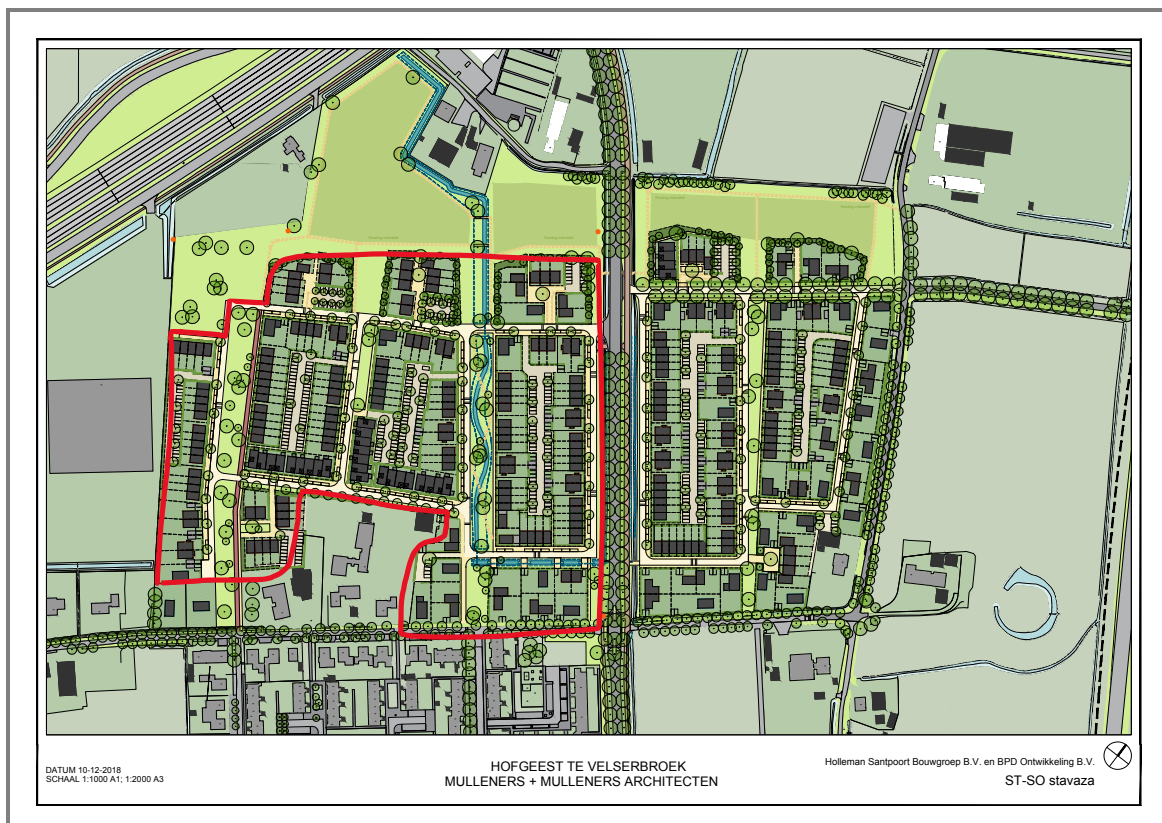 DATUM 10-12-2018
SCHAAL 1:1000 A1; 1:2000 A3
HOFGEEST TE VELSERBROEK
MULLENERS + MULLENERS ARCHITECTEN
Holleman Santpoort Bouwgroep B.V. en BPD Ontwikkeling B.V.
ST-SO stavaza